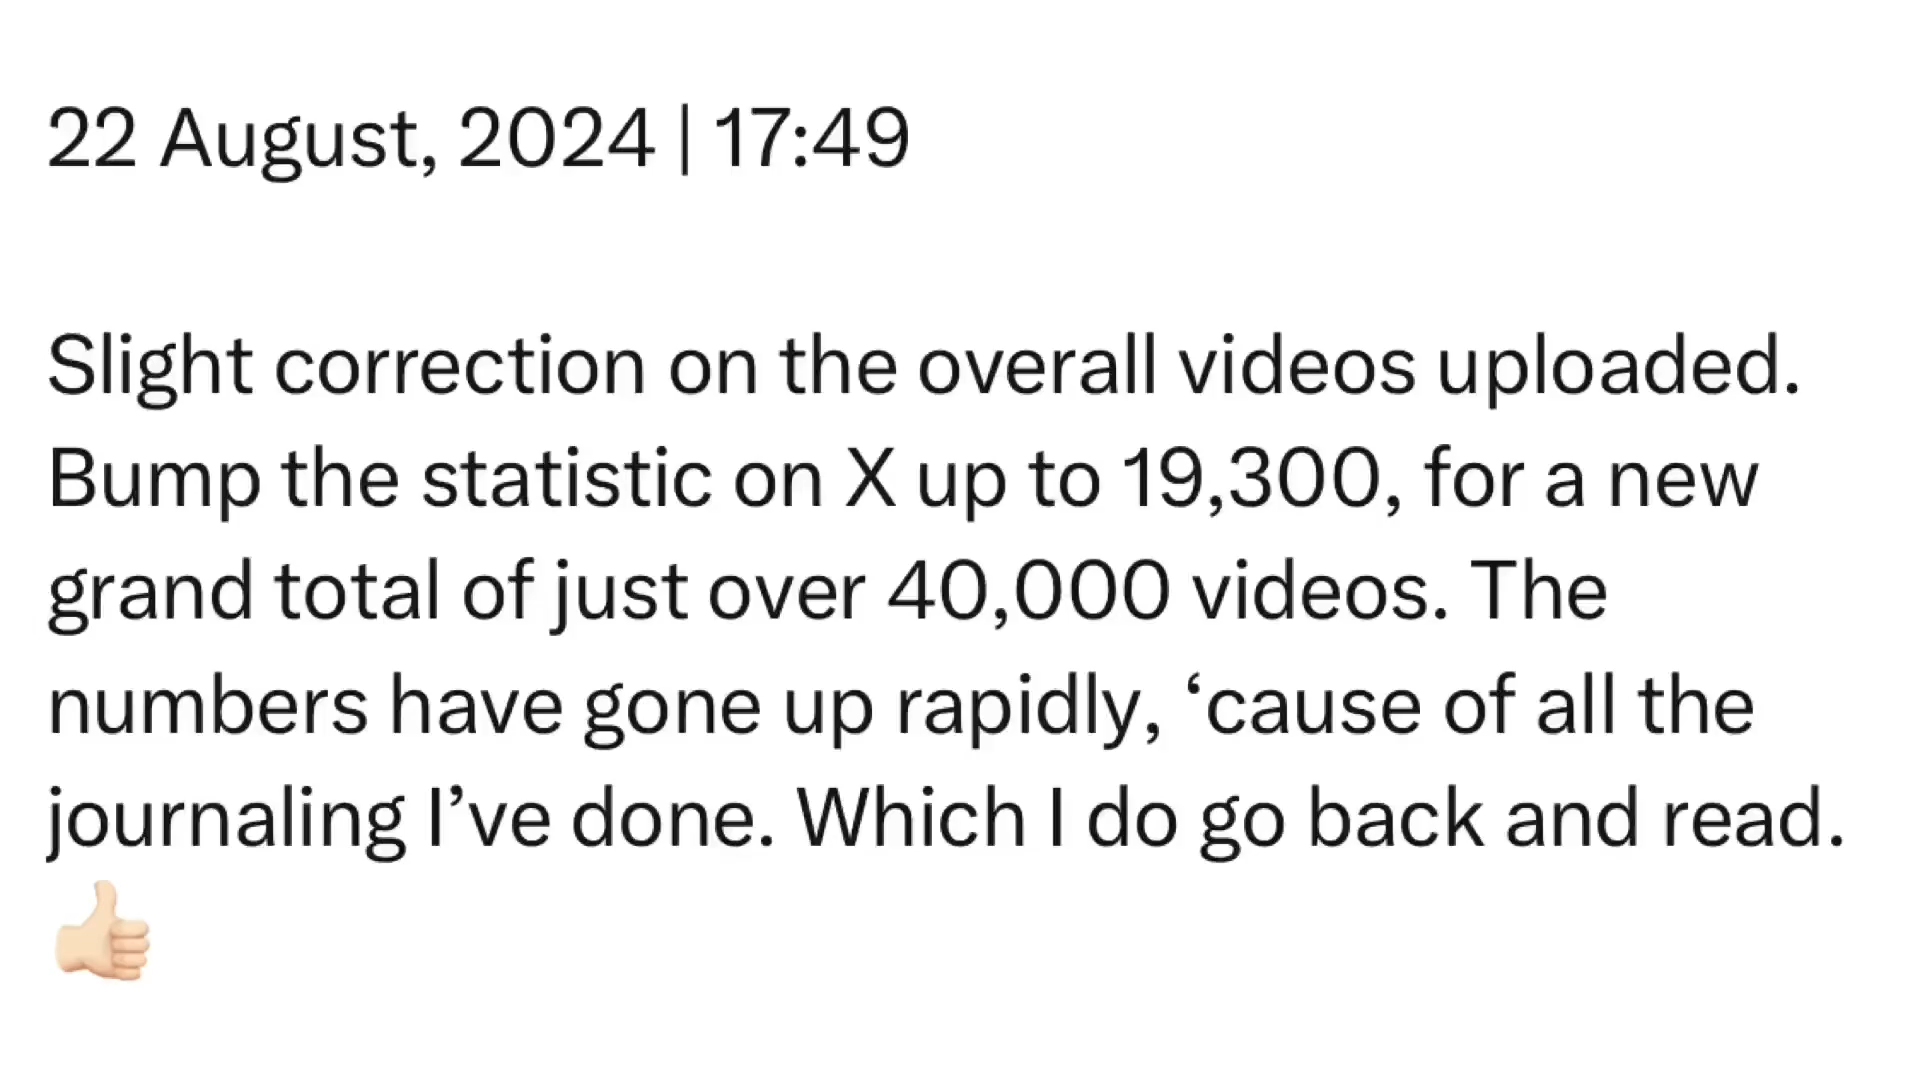 22 August, 2024 | 17:49
Slight correction on the overall videos uploaded.
Bump the statistic on X up to 19,300, for a new
grand total of just over 40,000 videos. The
numbers have gone up rapidly, ‘cause of all the
journaling I’ve done. Which I do go back and read.
👍🏻